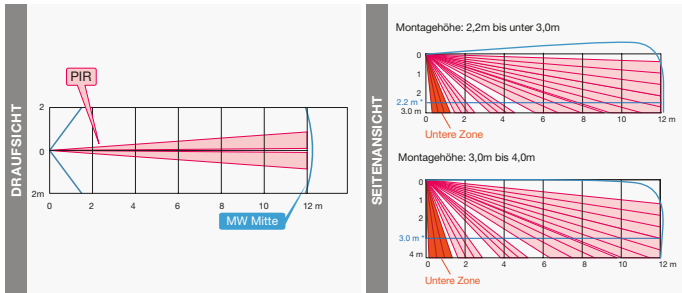 DRAUFSICHT
PIR
2
0
2m
0 2 4 6 8 10 12 m
MW Mitte
SEITENANSICHT
Montagehöhe: 2,2m bis unter 3,0m
0
1
2
2.2 m *
3.0 m
0 2 4 6 8 10 12 m
Untere Zone
Montagehöhe: 3,0m bis 4,0m
0
1
2
3.0 m *
4 m
0 2 4 6 8 10 12 m
Untere Zone